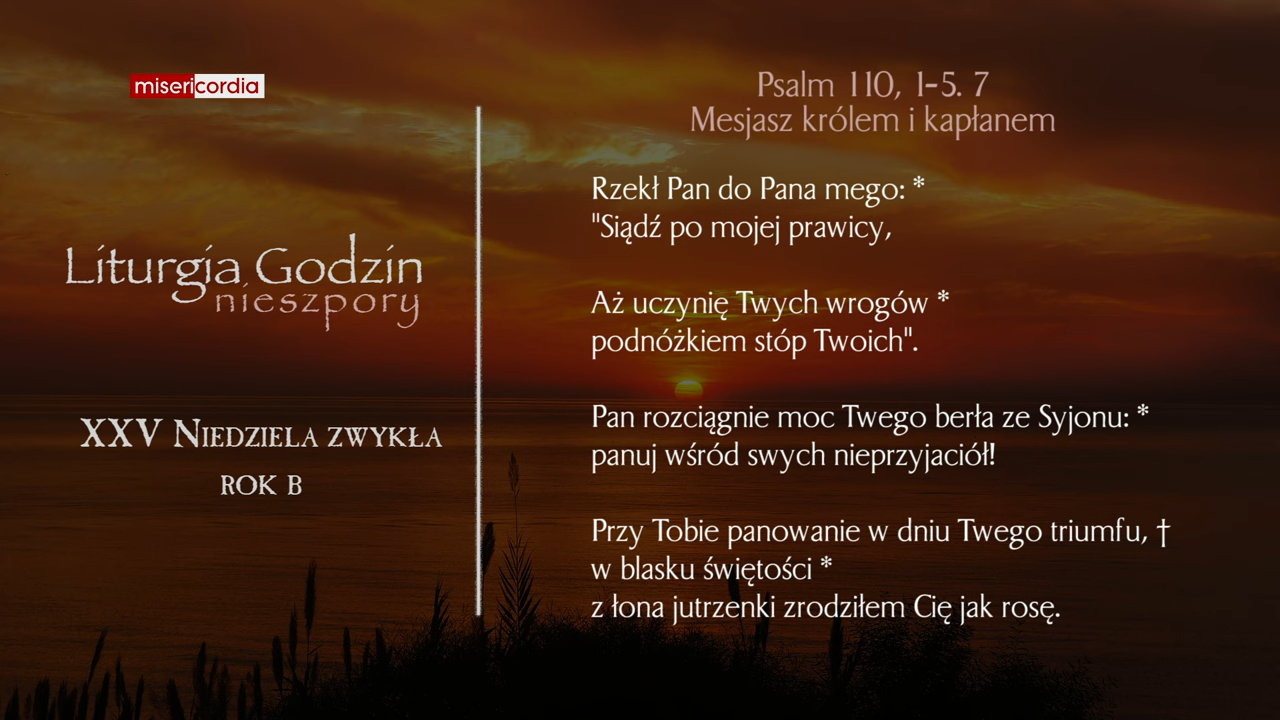 misericordia
Liturgia Godzin
nieszpory
XXV Niedziela zwykła
rok B
Psalm 110, 1-5. 7
Mesjasz królem i kapłanem
Rzekł Pan do Pana mego: *
"Siądź po mojej prawicy,
Aż uczynię Twych wrogów *
podnóżkiem stóp Twoich".
Pan rozciągnie moc Twego berła ze Syjonu: *
panuj wśród swych nieprzyjaciół!
Przy Tobie panowanie w dniu Twego triumfu, †
w blasku świętości *
z łona jutrzenki zrodziłem Cię jak rosę.